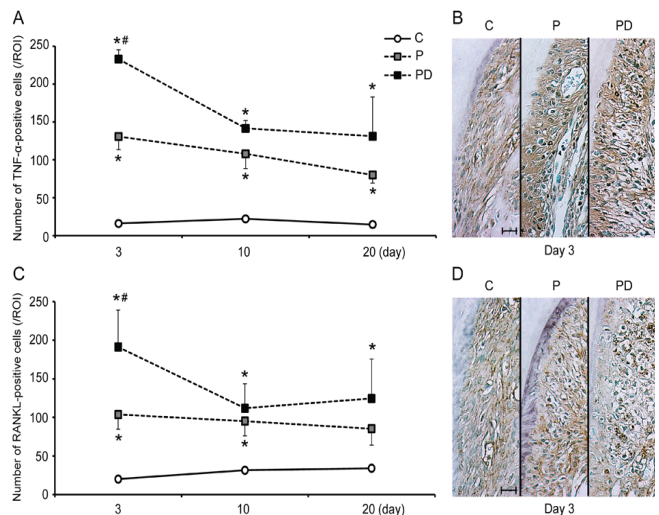 A
Number of TNF-α-positive cells (/ROI)
250
200
150
100
50
0
*#
*
*
*
*
*
C
P
PD
3
10
20 (day)
B
C
P
PD
Day 3
C
Number of RANKL-positive cells (/ROI)
250
200
150
100
50
0
*#
*
*
*
*
3
10
20 (day)
D
C
P
PD
Day 3